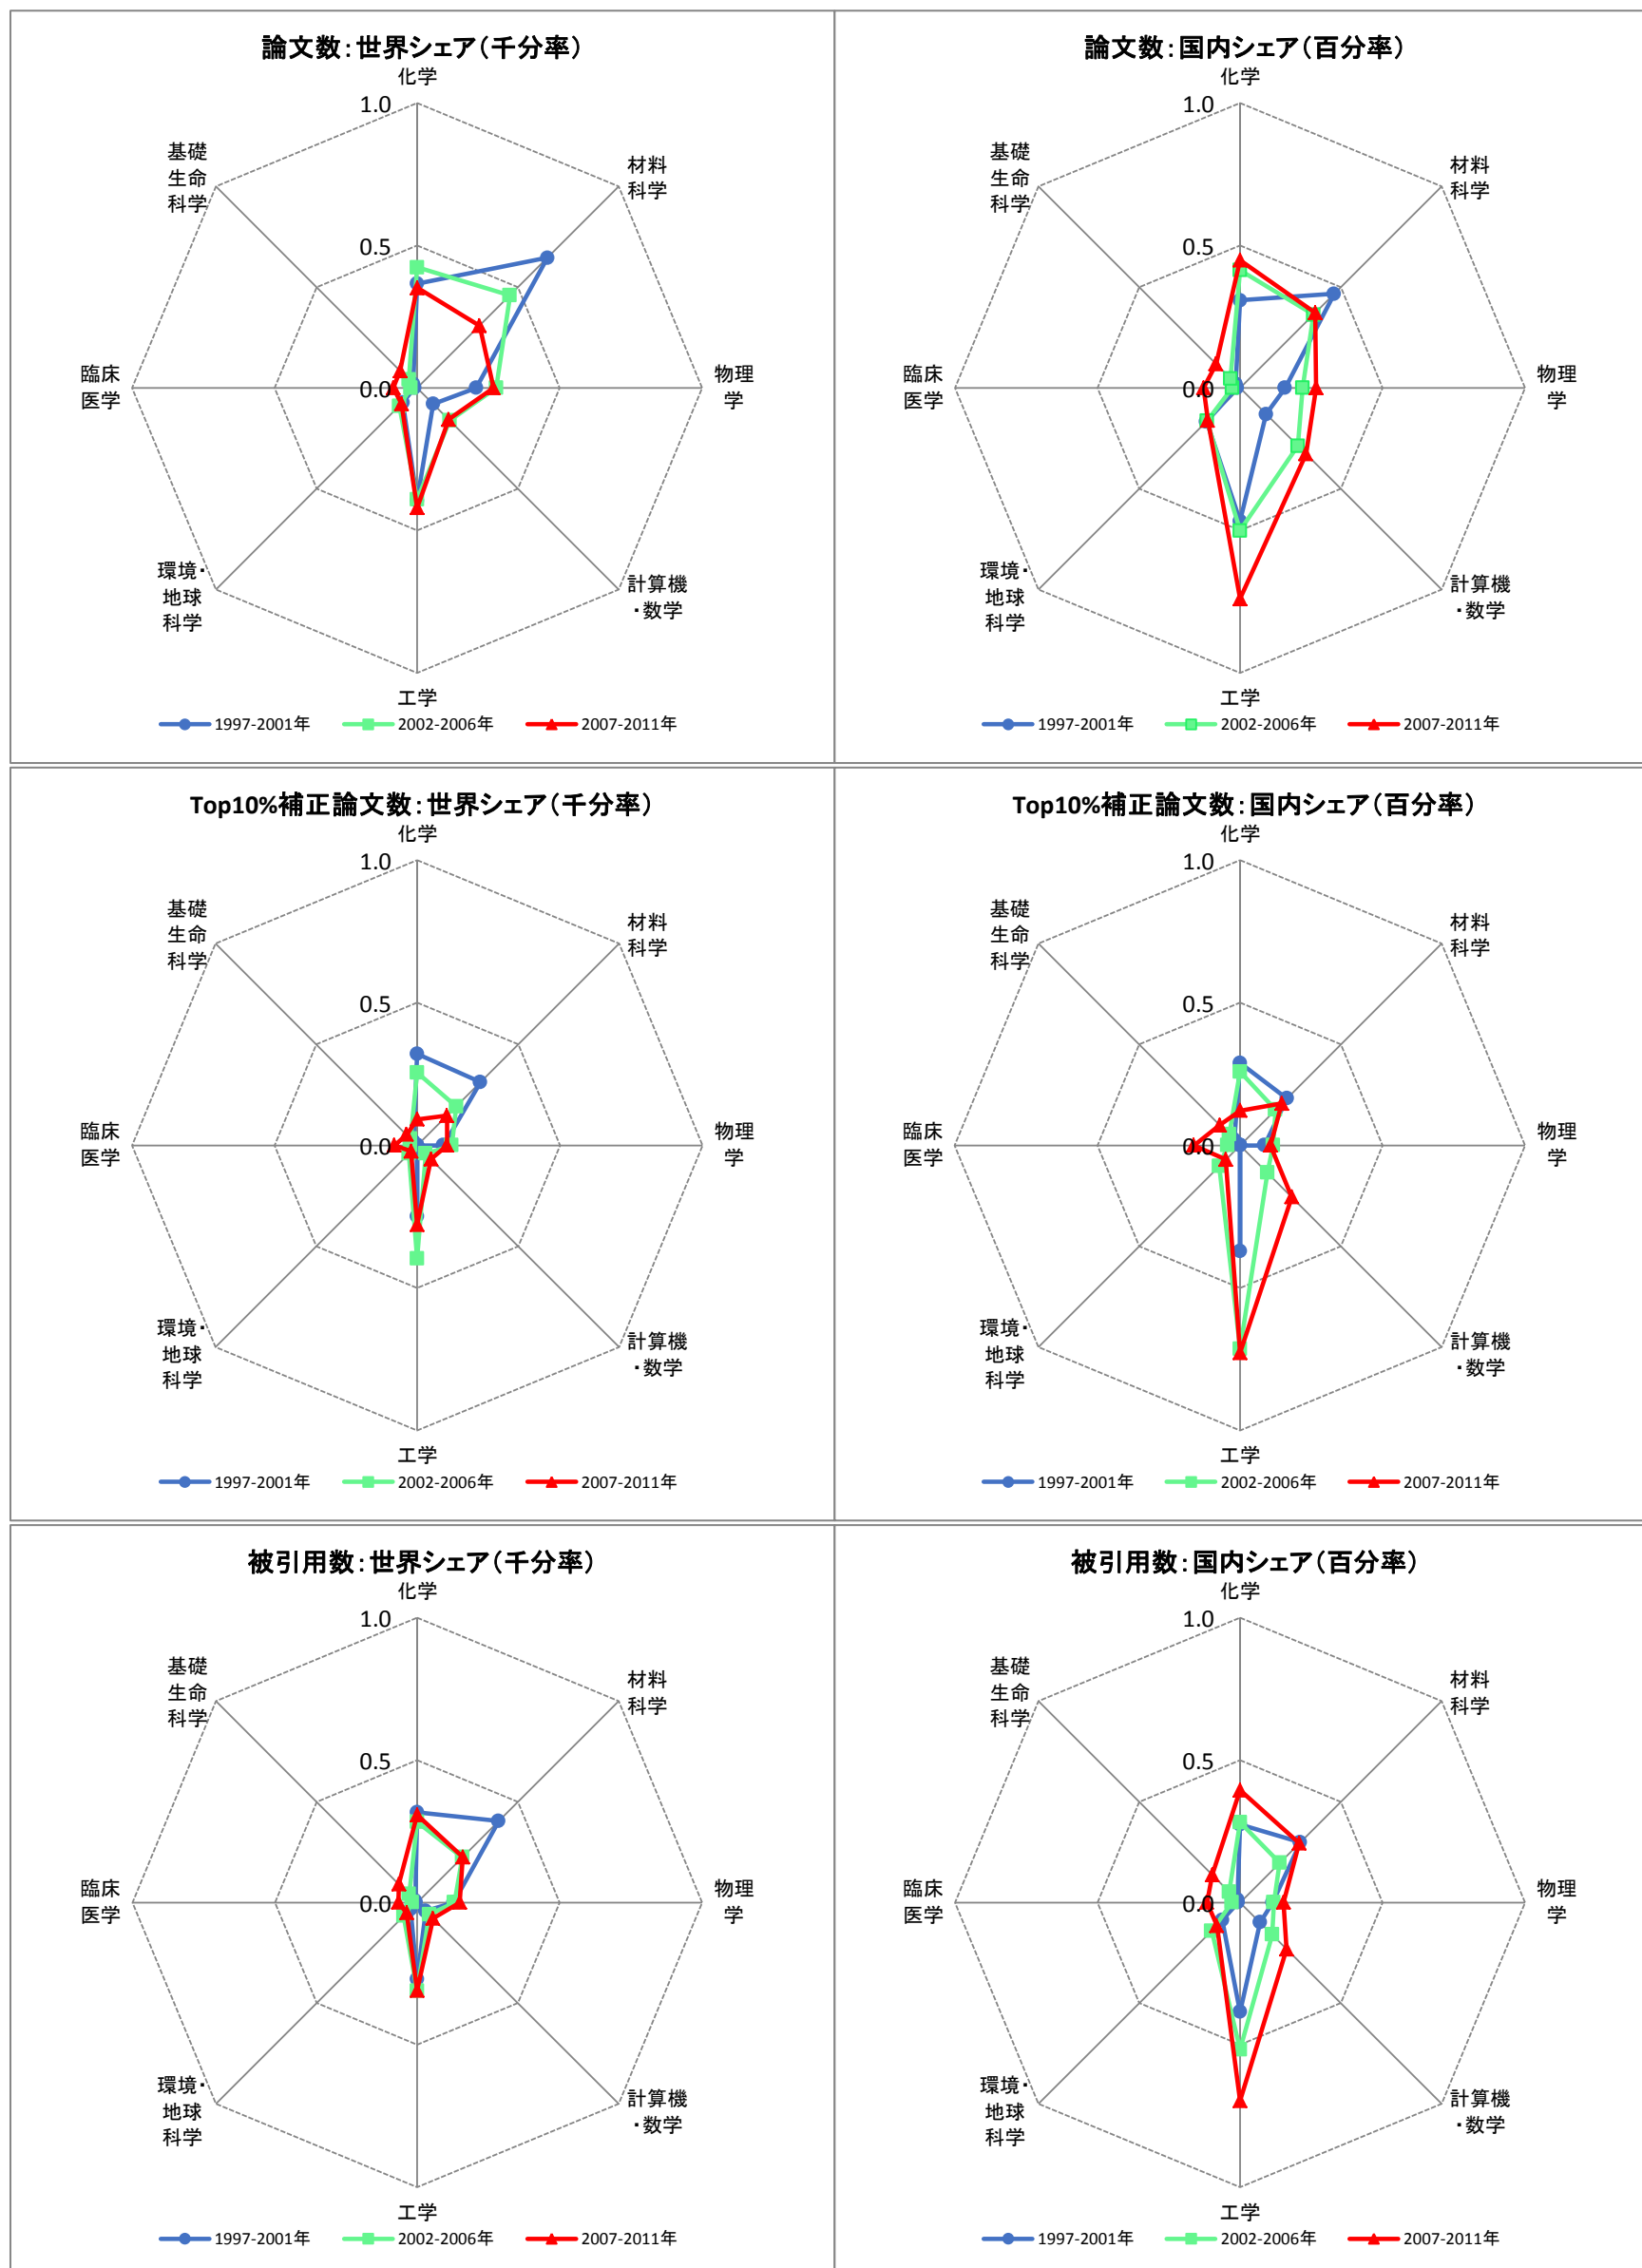 論文数：世界シェア（千分率）
化学
1.0
材料
科学
0.5
物理
学
0.0
計算機
・数学
工学
環境・
地球
科学
臨床
医学
基礎
生命
科学
1997-2001年
2002-2006年
2007-2011年
論文数：国内シェア（百分率）
化学
1.0
材料
科学
0.5
物理
学
0.0
計算機
・数学
工学
環境・
地球
科学
臨床
医学
基礎
生命
科学
1997-2001年
2002-2006年
2007-2011年
Top10%補正論文数：世界シェア（千分率）
化学
1.0
材料
科学
0.5
物理
学
0.0
計算機
・数学
工学
環境・
地球
科学
臨床
医学
基礎
生命
科学
1997-2001年
2002-2006年
2007-2011年
Top10%補正論文数：国内シェア（百分率）
化学
1.0
材料
科学
0.5
物理
学
0.0
計算機
・数学
工学
環境・
地球
科学
臨床
医学
基礎
生命
科学
1997-2001年
2002-2006年
2007-2011年
被引用数：世界シェア（千分率）
化学
1.0
材料
科学
0.5
物理
学
0.0
計算機
・数学
工学
環境・
地球
科学
臨床
医学
基礎
生命
科学
1997-2001年
2002-2006年
2007-2011年
被引用数：国内シェア（百分率）
化学
1.0
材料
科学
0.5
物理
学
0.0
計算機
・数学
工学
環境・
地球
科学
臨床
医学
基礎
生命
科学
1997-2001年
2002-2006年
2007-2011年